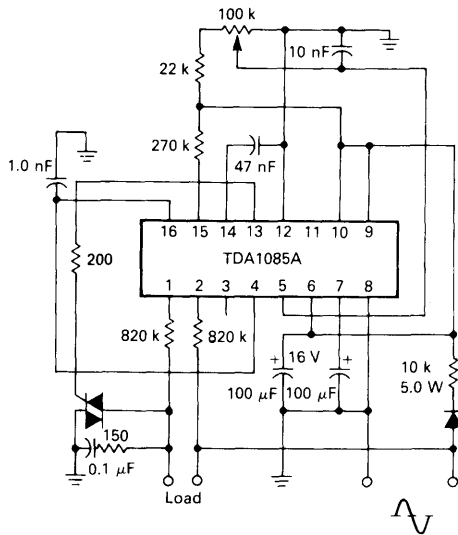 100 k
10 nF
22 k
270 k
47 nF
1.0 nF
16 15 14 13 12 11 10 9
TDA1085A
1 2 3 4 5 6 7 8
200
820 k
820 k
+ 16 V
+
100 µF
100 µF
10 k
5.0 W
150
0.1 µF
Load